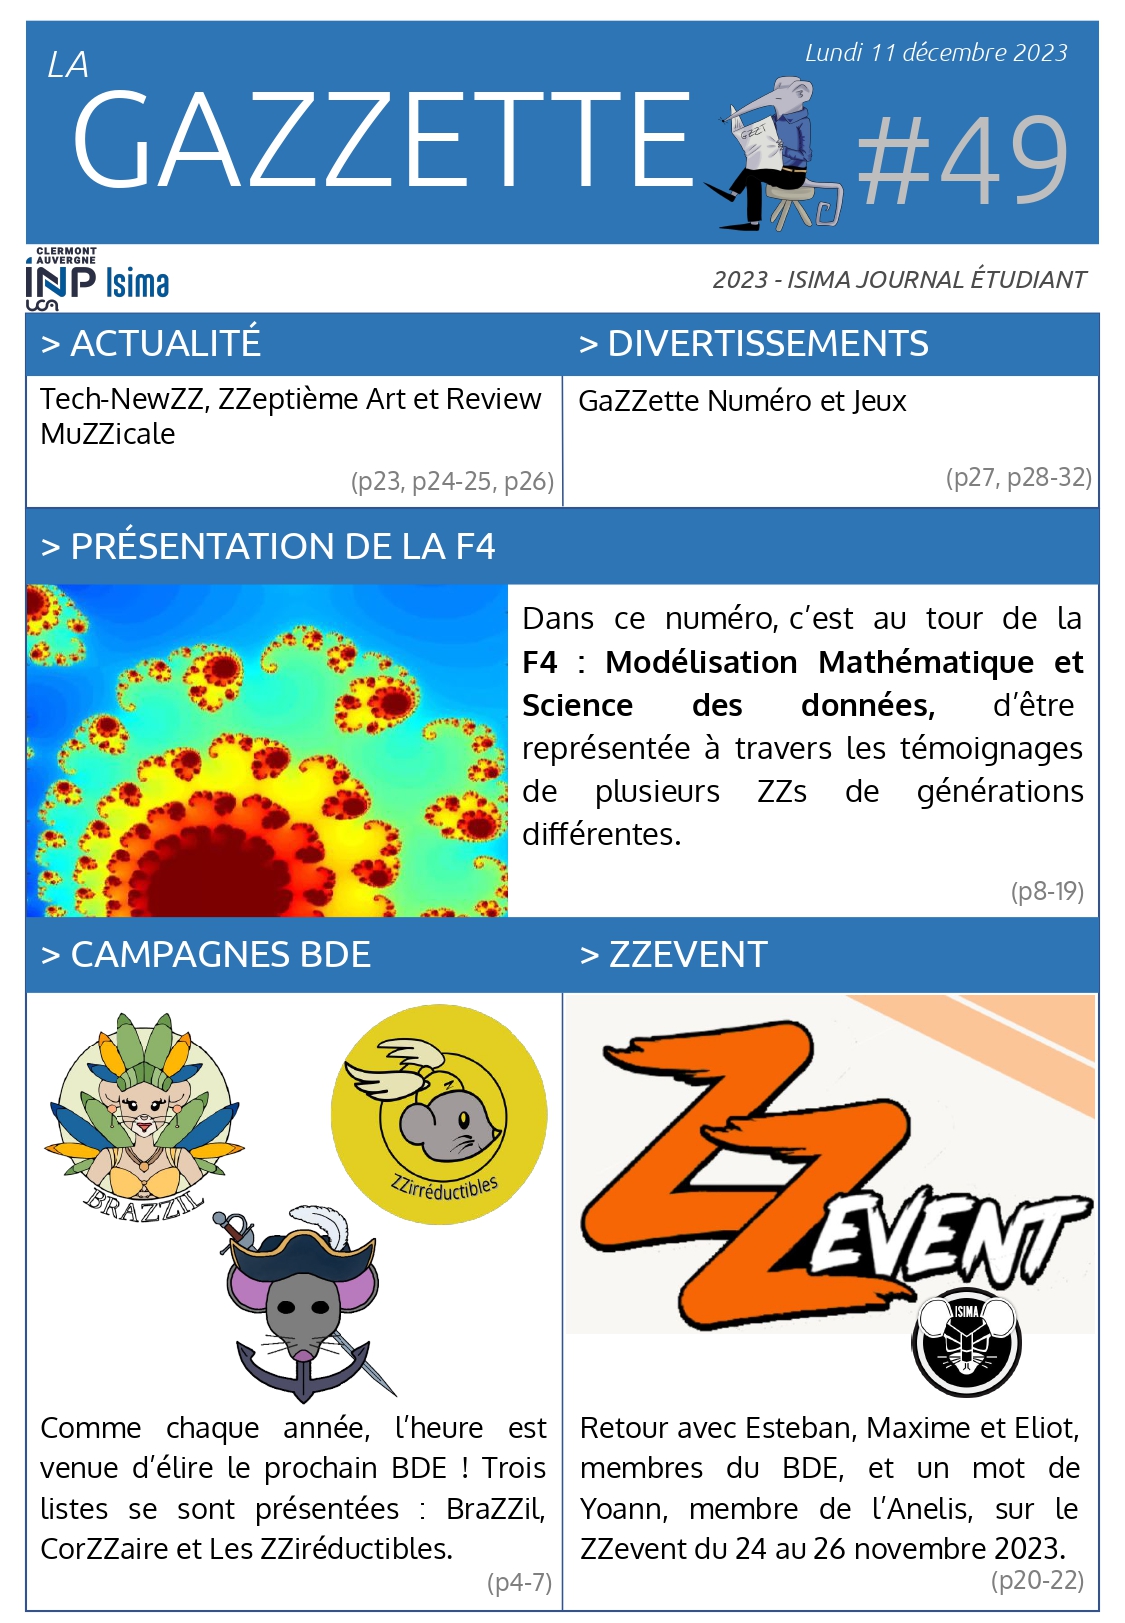 LA
Lundi 11 décembre 2023
GAZZETTE
GZZT
#49
CLERMONT
AUVERGNE
INP Isima
UCA
2023 - ISIMA JOURNAL ÉTUDIANT
> ACTUALITÉ
Tech-NewZZ, ZZeptième Art et Review
MuZZicale
(p23, p24-25, p26)
> DIVERTISSEMENTS
GaZZette Numéro et Jeux
(p27, p28-32)
> PRÉSENTATION DE LA F4
Dans ce numéro, c’est au tour de la
F4 : Modélisation Mathématique et
Science des données, d’être
représentée à travers les témoignages
de plusieurs ZZs de générations
différentes.
(p8-19)
> CAMPAGNES BDE
BRAZZIL
ZZirréductibles
Comme chaque année, l’heure est
venue d’élire le prochain BDE ! Trois
listes se sont présentées : BraZZil,
CorZZaire et Les ZZiréductibles.
(p4-7)
> ZZEVENT
ZZ EVENT
ISIMA
Retour avec Esteban, Maxime et Eliot,
membres du BDE, et un mot de
Yoann, membre de l’Anelis, sur le
ZZevent du 24 au 26 novembre 2023.
(p20-22)